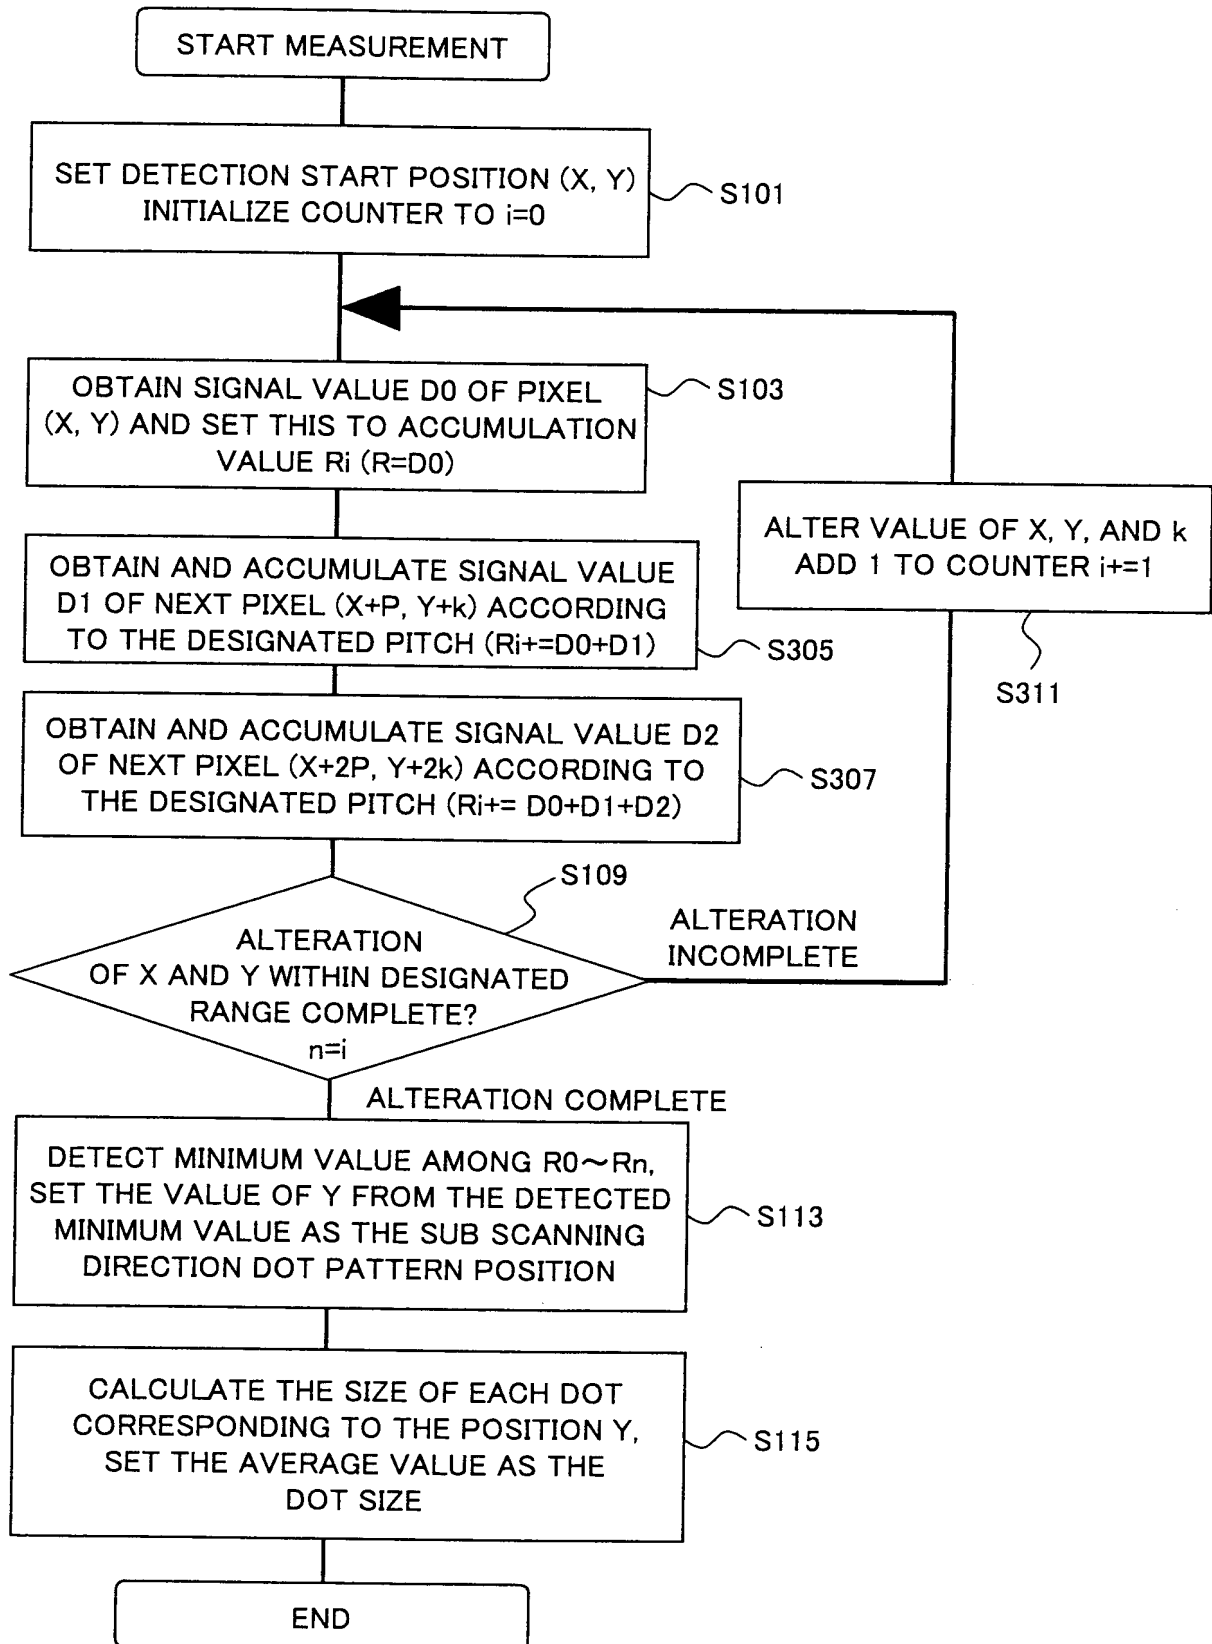 START MEASUREMENT
SET DETECTION START POSITION (X, Y)
INITIALIZE COUNTER TO i=0
S101
OBTAIN SIGNAL VALUE D0 OF PIXEL
(X, Y) AND SET THIS TO ACCUMULATION
VALUE Ri (R=D0)
S103
OBTAIN AND ACCUMULATE SIGNAL VALUE
D1 OF NEXT PIXEL (X+P, Y+k) ACCORDING
TO THE DESIGNATED PITCH (Ri+=D0+D1)
S305
ALTER VALUE OF X, Y, AND k
ADD 1 TO COUNTER i+=1
S311
OBTAIN AND ACCUMULATE SIGNAL VALUE D2
OF NEXT PIXEL (X+2P, Y+2k) ACCORDING TO
THE DESIGNATED PITCH (Ri+= D0+D1+D2)
S307
S109
ALTERATION
OF X AND Y WITHIN DESIGNATED
RANGE COMPLETE?
n=i
ALTERATION
INCOMPLETE
ALTERATION COMPLETE
DETECT MINIMUM VALUE AMONG R0~Rn,
SET THE VALUE OF Y FROM THE DETECTED
MINIMUM VALUE AS THE SUB SCANNING
DIRECTION DOT PATTERN POSITION
S113
CALCULATE THE SIZE OF EACH DOT
CORRESPONDING TO THE POSITION Y,
SET THE AVERAGE VALUE AS THE
DOT SIZE
S115
END